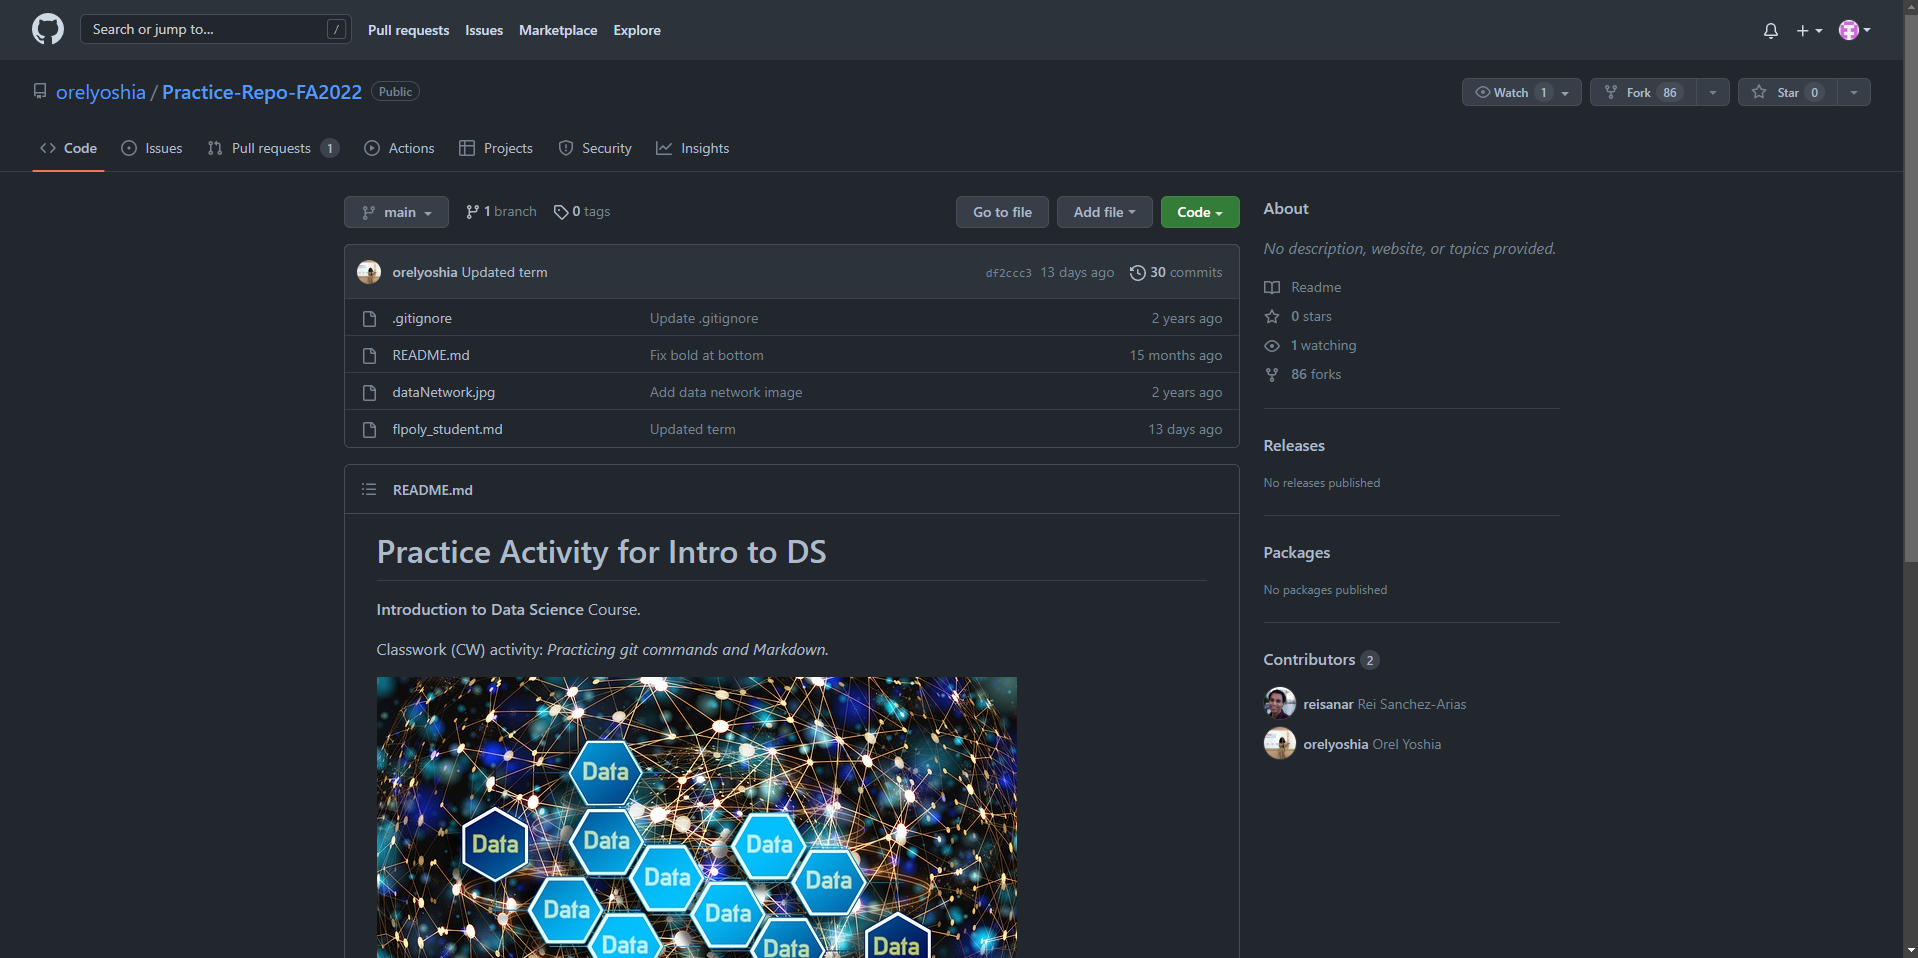 Search or jump to... /
Pull requests Issues Marketplace Explore
orelyoshia / Practice-Repo-FA2022 Public
Watch 1 Fork 86 Star 0
Code Issues Pull requests 1 Actions Projects Security Insights
main 1 branch 0 tags
Go to file Add file Code
orelyoshia Updated term df2ccc3 13 days ago 30 commits
.gitignore Update .gitignore 2 years ago
README.md Fix bold at bottom 15 months ago
dataNetwork.jpg Add data network image 2 years ago
flpoly_student.md Updated term 13 days ago
README.md
Practice Activity for Intro to DS
Introduction to Data Science Course.
Classwork (CW) activity: Practicing git commands and Markdown.
Data
Data
Data
Data
Data
Data
Data
Data
Data
Data
Data
About
No description, website, or topics provided.
Readme
0 stars
1 watching
86 forks
Releases
No releases published
Packages
No packages published
Contributors 2
reisanar Rei Sanchez-Arias
orelyoshia Orel Yoshia